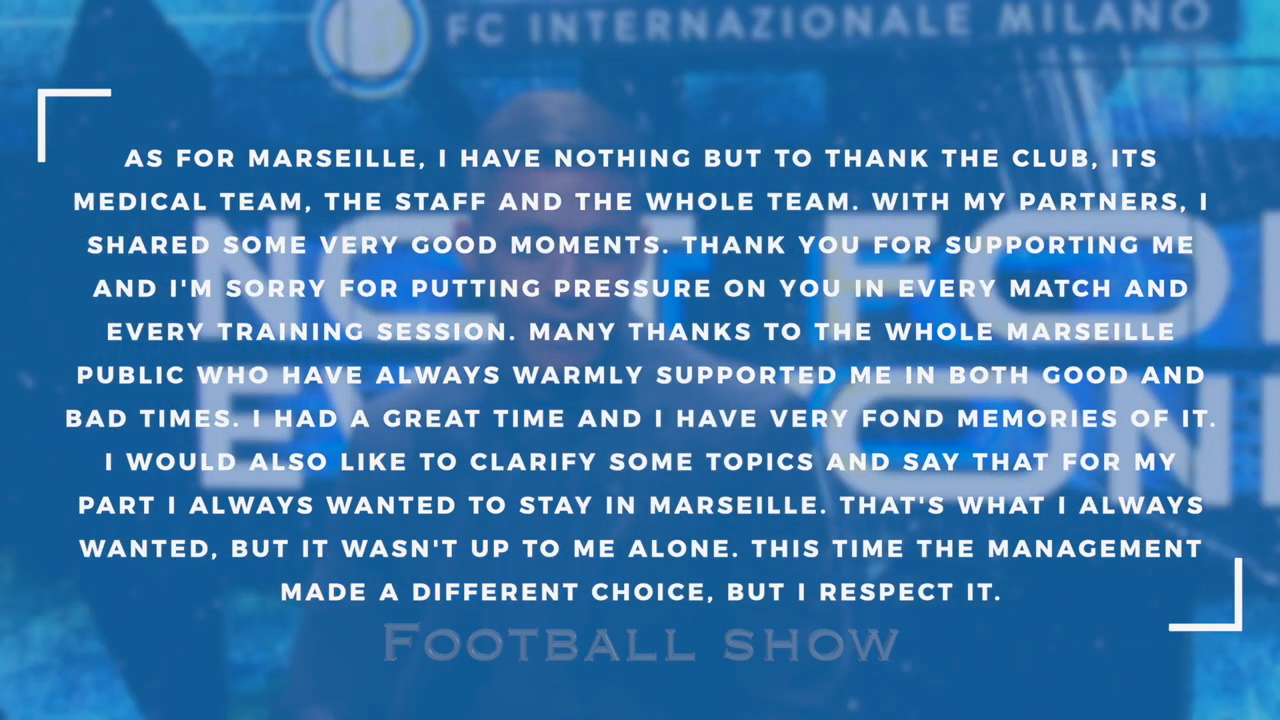 FC INTERNAZIONALE MILANO
AS FOR MARSEILLE, I HAVE NOTHING BUT TO THANK THE CLUB, ITS
MEDICAL TEAM, THE STAFF AND THE WHOLE TEAM. WITH MY PARTNERS, I
SHARED SOME VERY GOOD MOMENTS. THANK YOU FOR SUPPORTING ME
AND I'M SORRY FOR PUTTING PRESSURE ON YOU IN EVERY MATCH AND
EVERY TRAINING SESSION. MANY THANKS TO THE WHOLE MARSEILLE
PUBLIC WHO HAVE ALWAYS WARMLY SUPPORTED ME IN BOTH GOOD AND
BAD TIMES. I HAD A GREAT TIME AND I HAVE VERY FOND MEMORIES OF IT.
I WOULD ALSO LIKE TO CLARIFY SOME TOPICS AND SAY THAT FOR MY
PART I ALWAYS WANTED TO STAY IN MARSEILLE. THAT'S WHAT I ALWAYS
WANTED, BUT IT WASN'T UP TO ME ALONE. THIS TIME THE MANAGEMENT
MADE A DIFFERENT CHOICE, BUT I RESPECT IT.
FOOTBALL SHOW